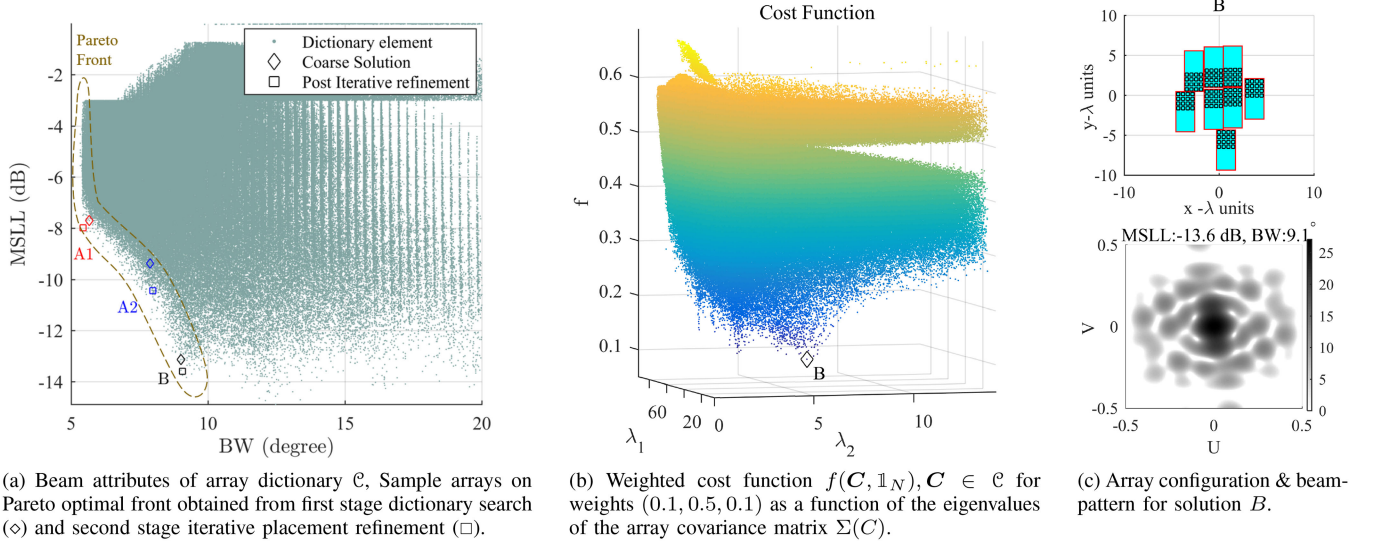 Pareto
Front
Dictionary element
Coarse Solution
Post Iterative refinement
A1
A2
B
-2
-4
-6
-8
-10
-12
-14
MSLL (dB)
5
10
15
20
BW (degree)
Cost Function
0.6
0.5
0.4
0.3
0.2
0.1
f
B
60
20
0
5
10
λ1
λ2
B
10
5
0
-5
-10
y-λ units
-10
0
10
x -λ units
MSLL:-13.6 dB, BW:9.1°
0.5
0
-0.5
V
-0.5
0
0.5
U
25
20
15
10
5
0
(a) Beam attributes of array dictionary 𝒞, Sample arrays on
Pareto optimal front obtained from first stage dictionary search
(◇) and second stage iterative placement refinement (□).
(b) Weighted cost function f(C, 𝟙_N), C ∈ 𝒞 for
weights (0.1, 0.5, 0.1) as a function of the eigenvalues
of the array covariance matrix Σ(C).
(c) Array configuration & beam-
pattern for solution B.